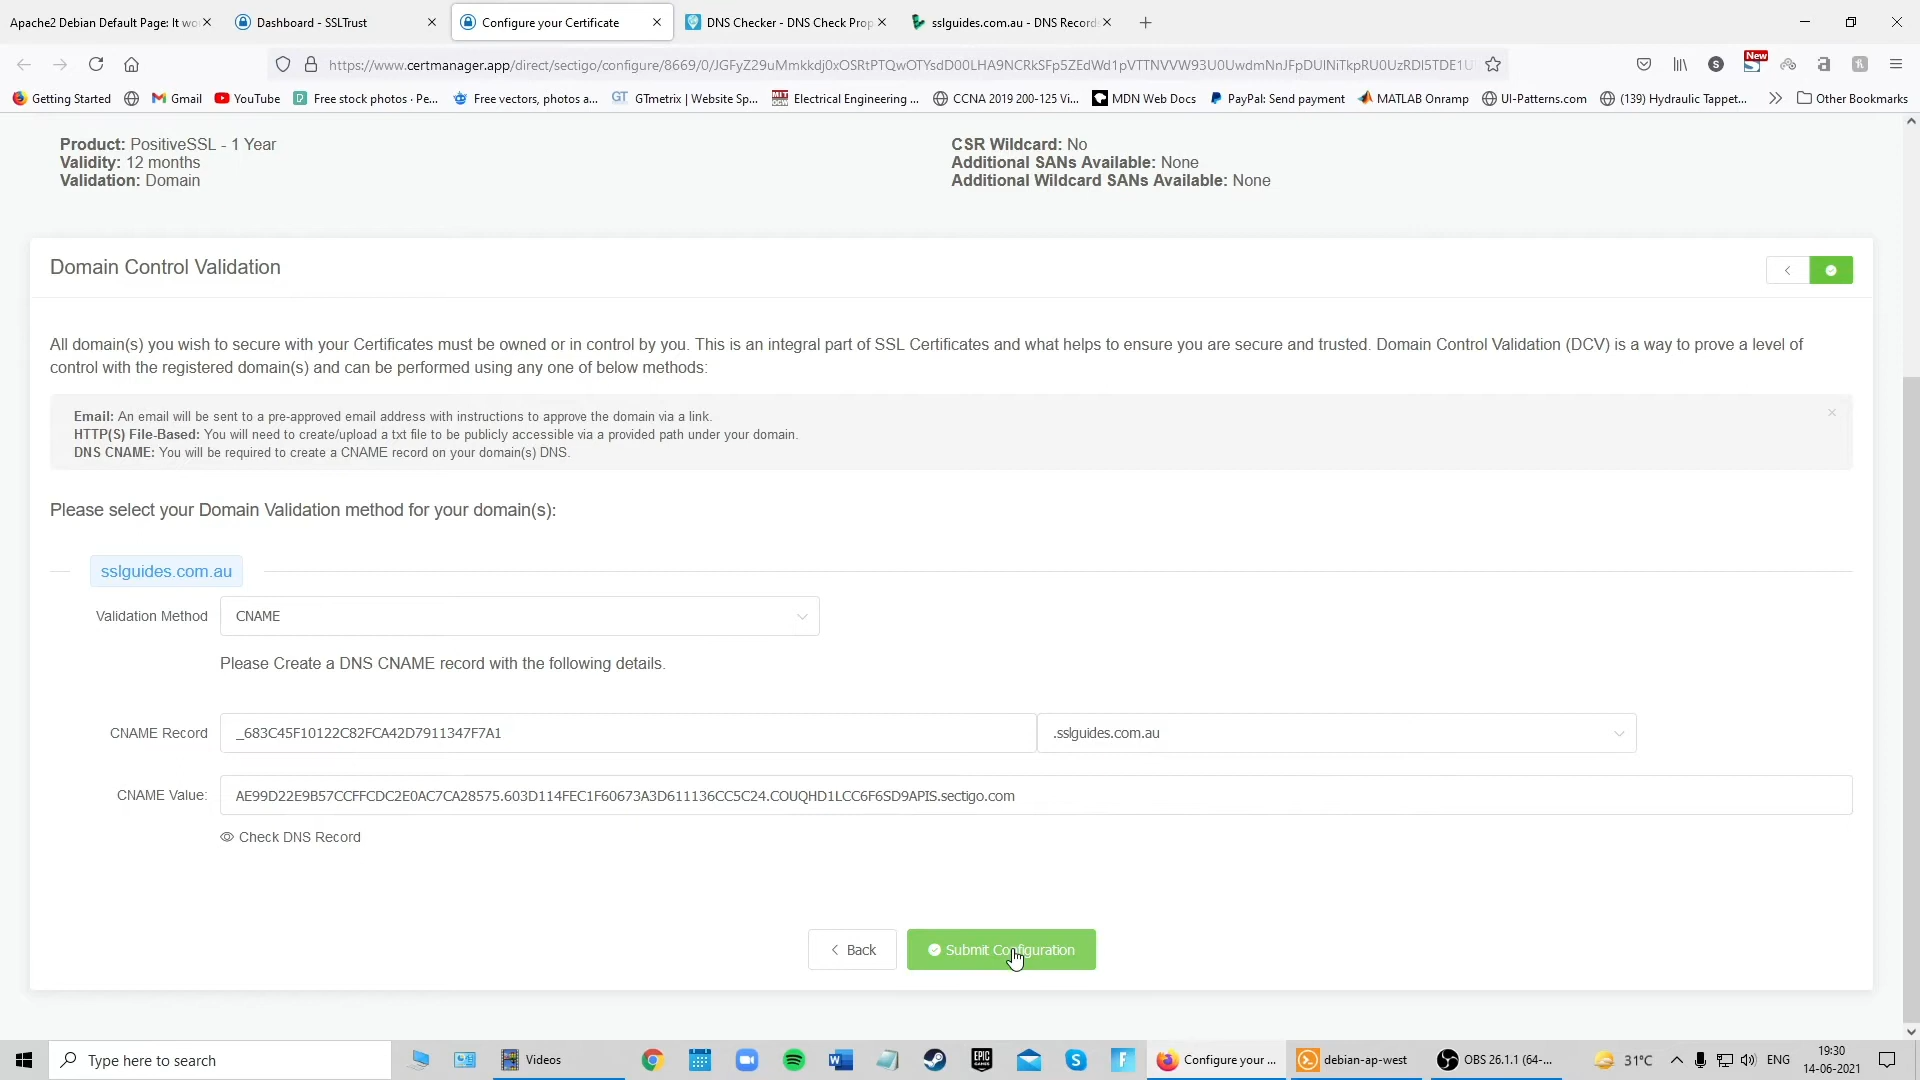 Apache2 Debian Default Page: It wo
Dashboard - SSLTrust
Configure your Certificate
DNS Checker - DNS Check Prop
sslguides.com.au - DNS Records
https://www.certmanager.app/direct/sectigo/configure/8669/0/
New
Getting Started
Gmail
YouTube
Free stock photos · Pe...
Free vectors, photos a...
GTmetrix | Website Sp...
Electrical Engineering ...
CCNA 2019 200-125 Vi...
MDN Web Docs
PayPal: Send payment
MATLAB Onramp
UI-Patterns.com
(139) Hydraulic Tappet...
Other Bookmarks
Product: PositiveSSL - 1 Year
Validity: 12 months
Validation: Domain
CSR Wildcard: No
Additional SANs Available: None
Additional Wildcard SANs Available: None
Domain Control Validation
All domain(s) you wish to secure with your Certificates must be owned or in control by you. This is an integral part of SSL Certificates and what helps to ensure you are secure and trusted. Domain Control Validation (DCV) is a way to prove a level of
control with the registered domain(s) and can be performed using any one of below methods:
Email: An email will be sent to a pre-approved email address with instructions to approve the domain via a link.
HTTP(S) File-Based: You will need to create/upload a txt file to be publicly accessible via a provided path under your domain.
DNS CNAME: You will be required to create a CNAME record on your domain(s) DNS.
Please select your Domain Validation method for your domain(s):
sslguides.com.au
Validation Method
CNAME
Please Create a DNS CNAME record with the following details.
CNAME Record
_683C45F10122C82FCA42D7911347F7A1
.sslguides.com.au
CNAME Value:
AE99D22E9B57CCFFCDC2E0AC7CA28575.603D114FEC1F60673A3D611136CC5C24.COUQHD1LCC6F6SD9APIS.sectigo.com
Check DNS Record
Back
Submit Configuration
Type here to search
Videos
Configure your ...
debian-ap-west
OBS 26.1.1 (64-...
31°C
ENG
19:30
14-06-2021